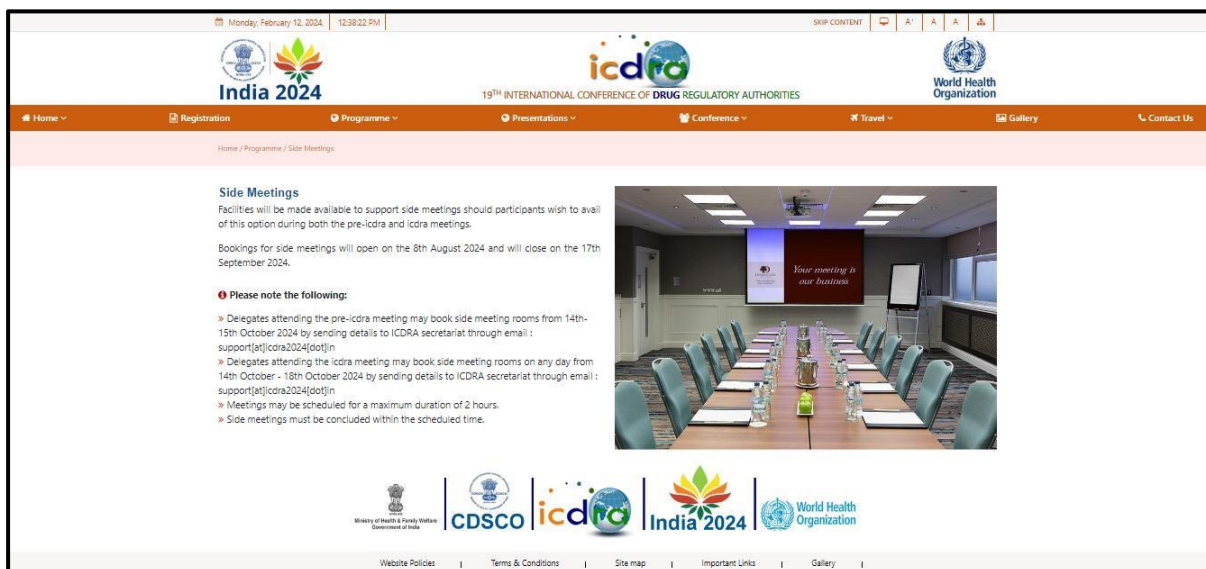 Monday, February 12, 2024 12:38:22 PM
SKIP CONTENT A⁺ A A⁻
India 2024
icdra
19TH INTERNATIONAL CONFERENCE OF DRUG REGULATORY AUTHORITIES
World Health
Organization
Home Registration Programme Presentations Conference Travel Gallery Contact Us
Home / Programme / Side Meetings
Side Meetings
Facilities will be made available to support side meetings should participants wish to avail
of this option during both the pre-icdra and icdra meetings.
Bookings for side meetings will open on the 8th August 2024 and will close on the 17th
September 2024.
Please note the following:
» Delegates attending the pre-icdra meeting may book side meeting rooms from 14th-
15th October 2024 by sending details to ICDRA secretariat through email :
support[at]icdra2024[dot]in
» Delegates attending the icdra meeting may book side meeting rooms on any day from
14th October - 18th October 2024 by sending details to ICDRA secretariat through email :
support[at]icdra2024[dot]in
» Meetings may be scheduled for a maximum duration of 2 hours.
» Side meetings must be concluded within the scheduled time.
Your meeting is
our business
Ministry of Health & Family Welfare
Government of India
CDSCO
icdra
India 2024
World Health
Organization
Website Policies | Terms & Conditions | Site map | Important Links | Gallery |